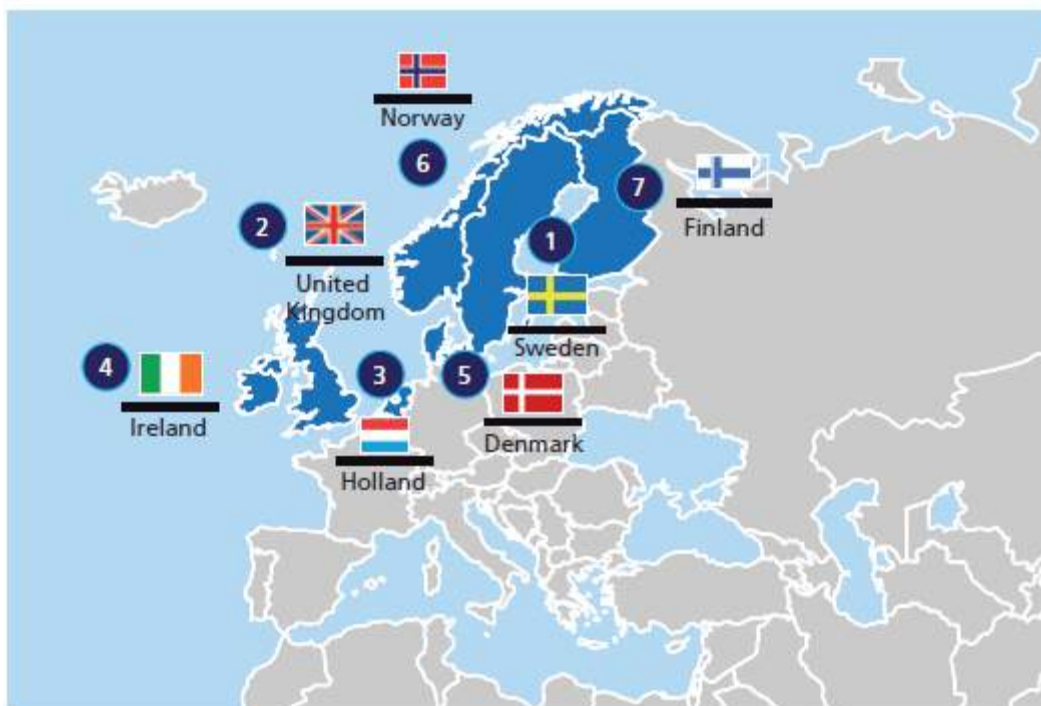 Norway
6
7
Finland
2
United
Kingdom
1
Sweden
4
Ireland
3
Holland
5
Denmark